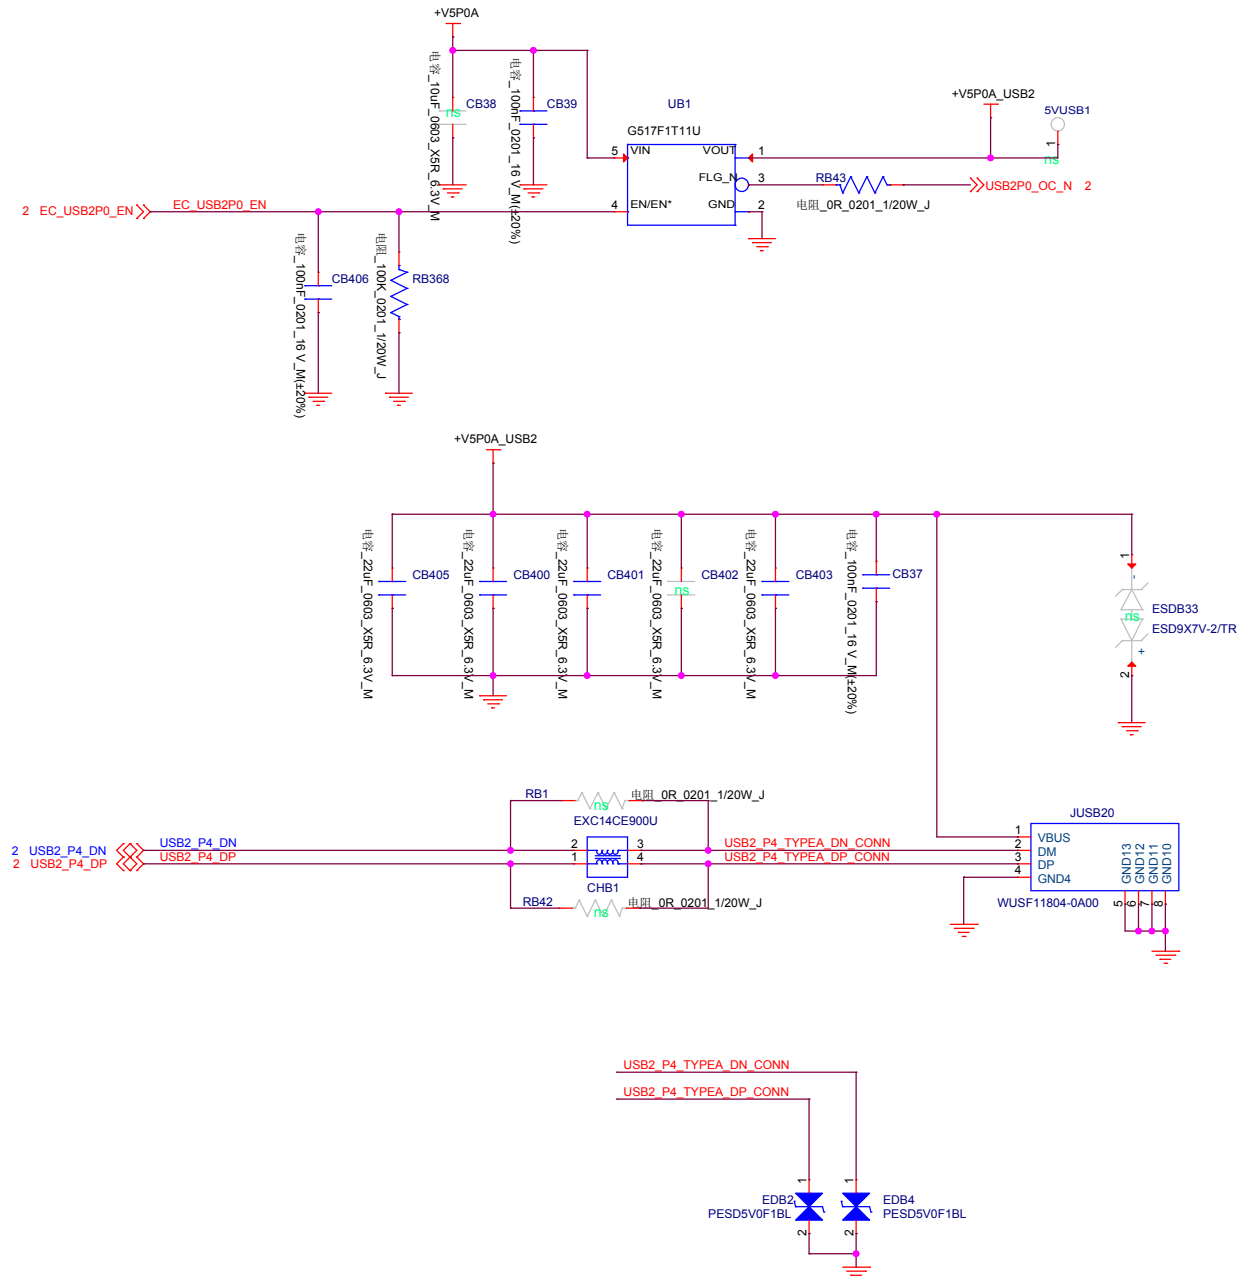 +V5P0A
电容_10uF_0603_X5R_6.3V_M
CB38
ns
电容_100nF_0201_16 V_M(±20%)
CB39
UB1
G517F1T11U
5 VIN
VOUT 1
FLG_N 3
4 EN/EN*
GND 2
+V5P0A_USB2
5VUSB1
1
ns
RB43
电阻_0R_0201_1/20W_J
USB2P0_OC_N 2
2 EC_USB2P0_EN
EC_USB2P0_EN
电容_100nF_0201_16 V_M(±20%)
CB406
电阻_100K_0201_1/20W_J
RB368
+V5P0A_USB2
电容_22uF_0603_X5R_6.3V_M
CB405
电容_22uF_0603_X5R_6.3V_M
CB400
电容_22uF_0603_X5R_6.3V_M
CB401
电容_22uF_0603_X5R_6.3V_M
CB402
ns
电容_22uF_0603_X5R_6.3V_M
CB403
电容_100nF_0201_16 V_M(±20%)
CB37
1
-
ESDB33
ns
ESD9X7V-2/TR
+
2
RB1
ns
电阻_0R_0201_1/20W_J
EXC14CE900U
2 USB2_P4_DN
USB2_P4_DN
2 3
USB2_P4_TYPEA_DN_CONN
2 USB2_P4_DP
USB2_P4_DP
1 4
USB2_P4_TYPEA_DP_CONN
CHB1
RB42
ns
电阻_0R_0201_1/20W_J
JUSB20
1 VBUS
2 DM
3 DP
4 GND4
GND13
GND12
GND11
GND10
WUSF11804-0A00
5
6
7
8
USB2_P4_TYPEA_DN_CONN
USB2_P4_TYPEA_DP_CONN
1
1
EDB2
PESD5V0F1BL
EDB4
PESD5V0F1BL
2
2